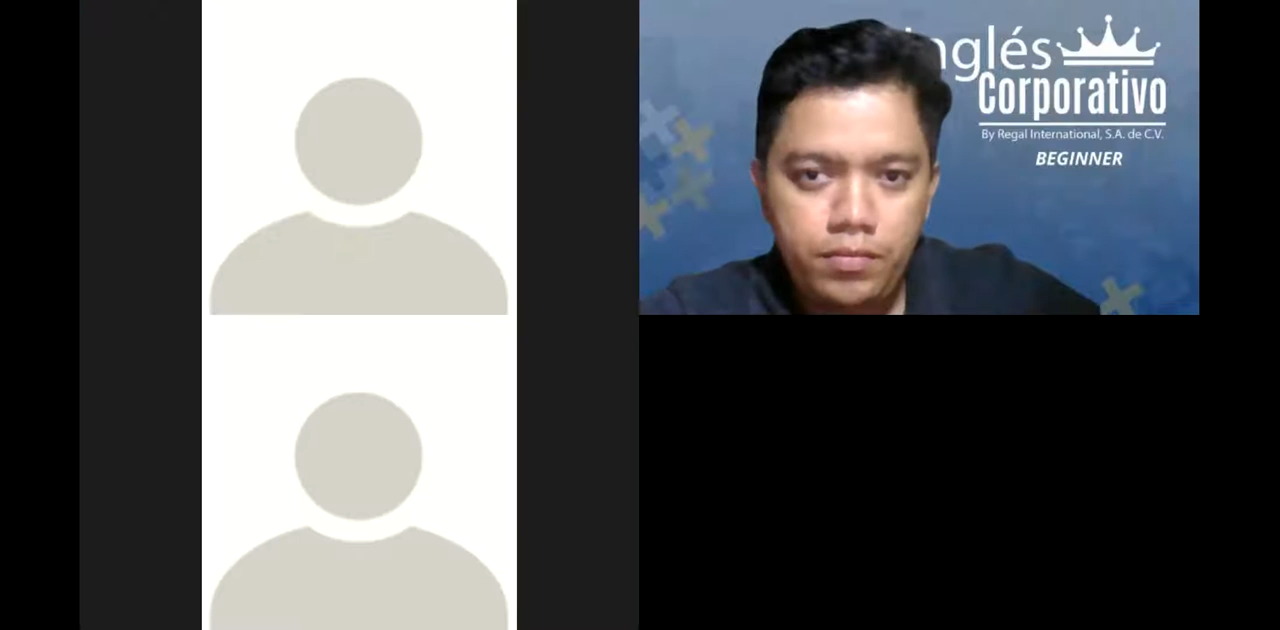 inglés
Corporativo
By Regal International, S.A. de C.V.
BEGINNER